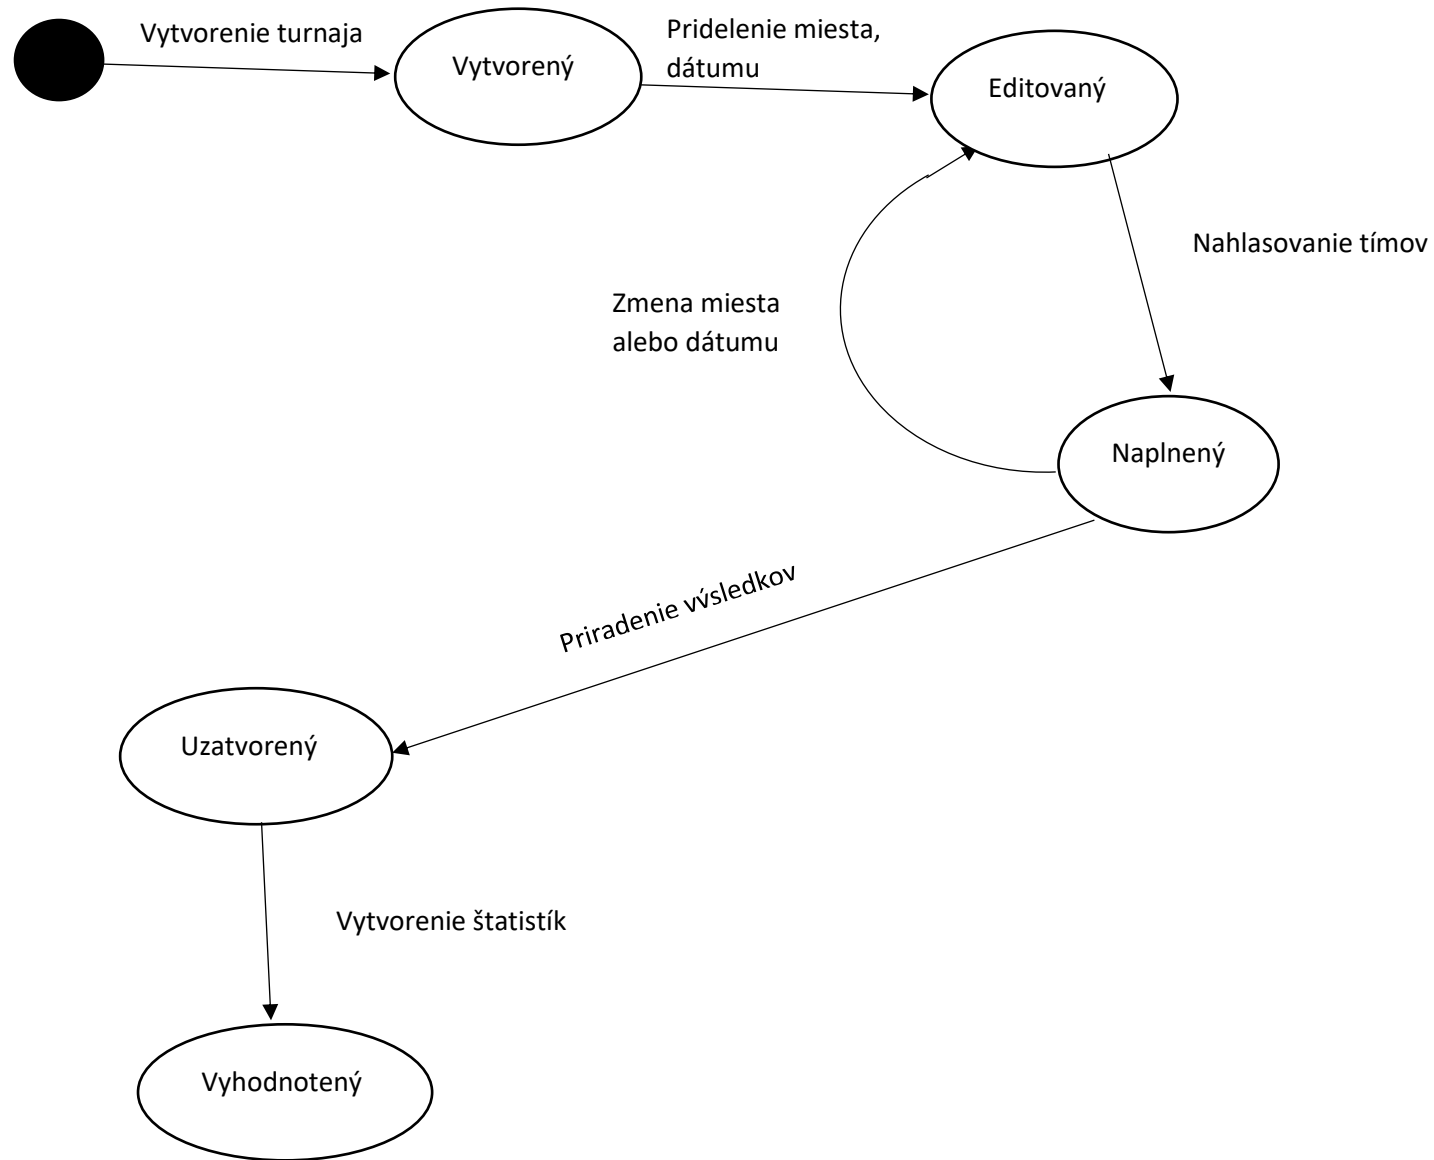 Vytvorenie turnaja
Vytvorený
Pridelenie miesta,
dátumu
Editovaný
Nahlasovanie tímov
Zmena miesta
alebo dátumu
Naplnený
Priradenie výsledkov
Uzatvorený
Vytvorenie štatistík
Vyhodnotený